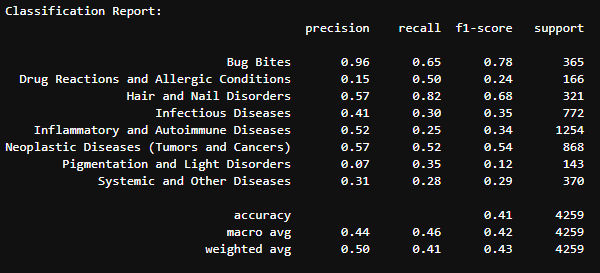 Classification Report:
precision recall f1-score support
Bug Bites 0.96 0.65 0.78 365
Drug Reactions and Allergic Conditions 0.15 0.50 0.24 166
Hair and Nail Disorders 0.57 0.82 0.68 321
Infectious Diseases 0.41 0.30 0.35 772
Inflammatory and Autoimmune Diseases 0.52 0.25 0.34 1254
Neoplastic Diseases (Tumors and Cancers) 0.57 0.52 0.54 868
Pigmentation and Light Disorders 0.07 0.35 0.12 143
Systemic and Other Diseases 0.31 0.28 0.29 370
accuracy 0.41 4259
macro avg 0.44 0.46 0.42 4259
weighted avg 0.50 0.41 0.43 4259